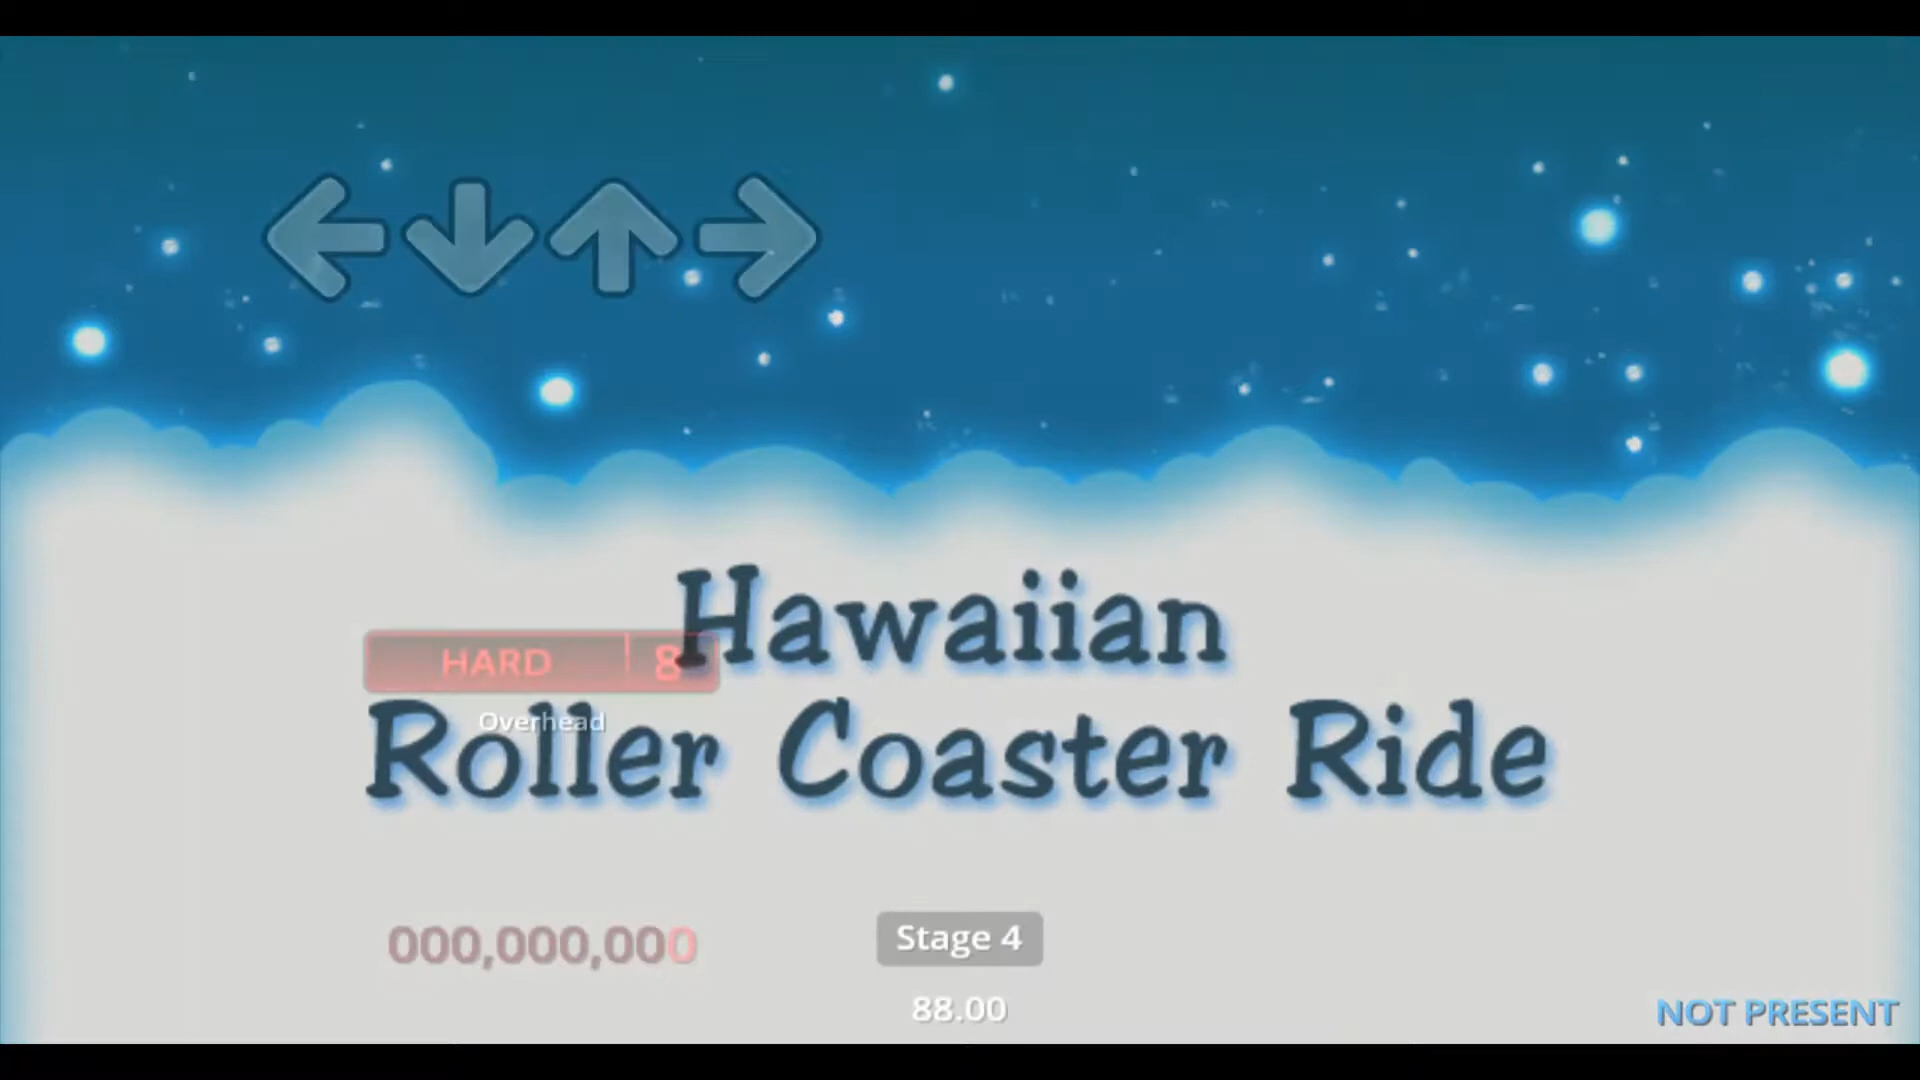 Hawaiian
HARD 8
Overhead
Roller Coaster Ride
000,000,000
Stage 4
88.00
NOT PRESENT